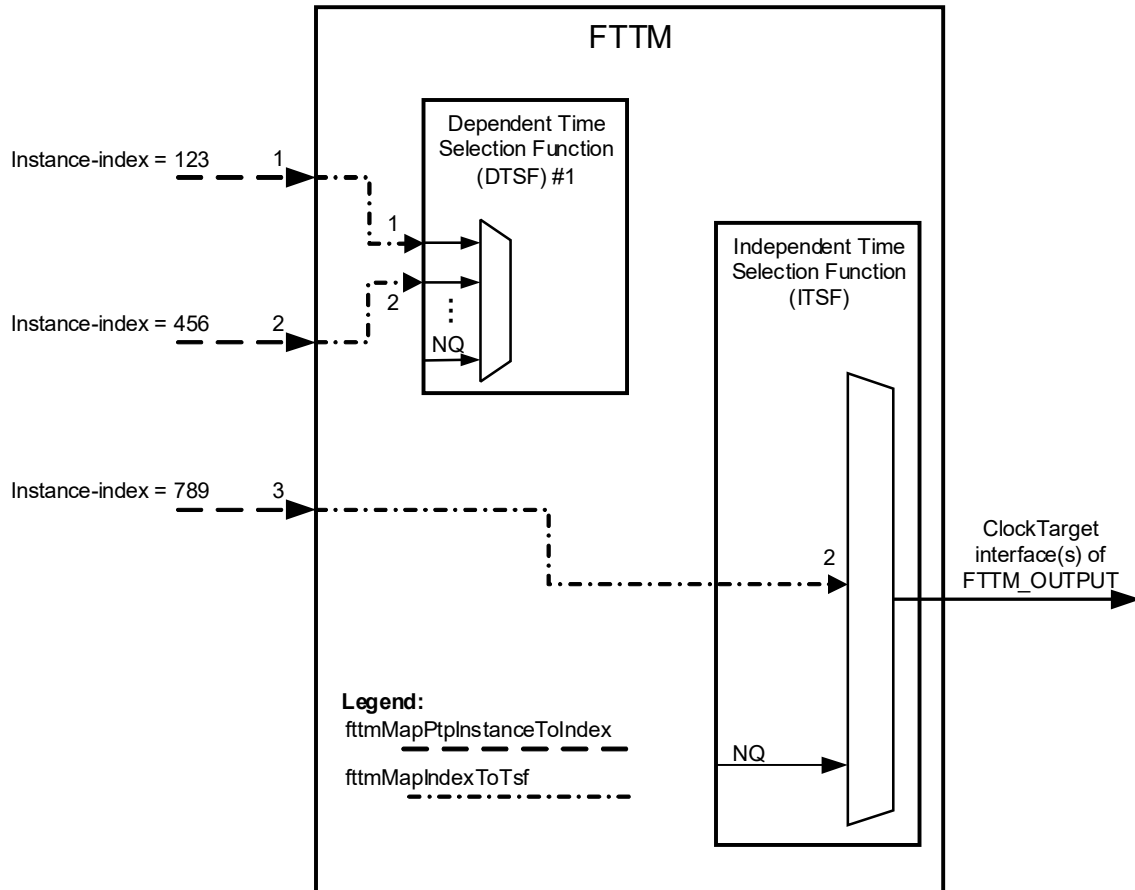 FTTM
Dependent Time
Selection Function
(DTSF) #1
Instance-index = 123
1
1
2
⋮
NQ
Instance-index = 456
2
Independent Time
Selection Function
(ITSF)
Instance-index = 789
3
2
ClockTarget
interface(s) of
FTTM_OUTPUT
NQ
Legend:
fttmMapPtpInstanceToIndex
fttmMapIndexToTsf